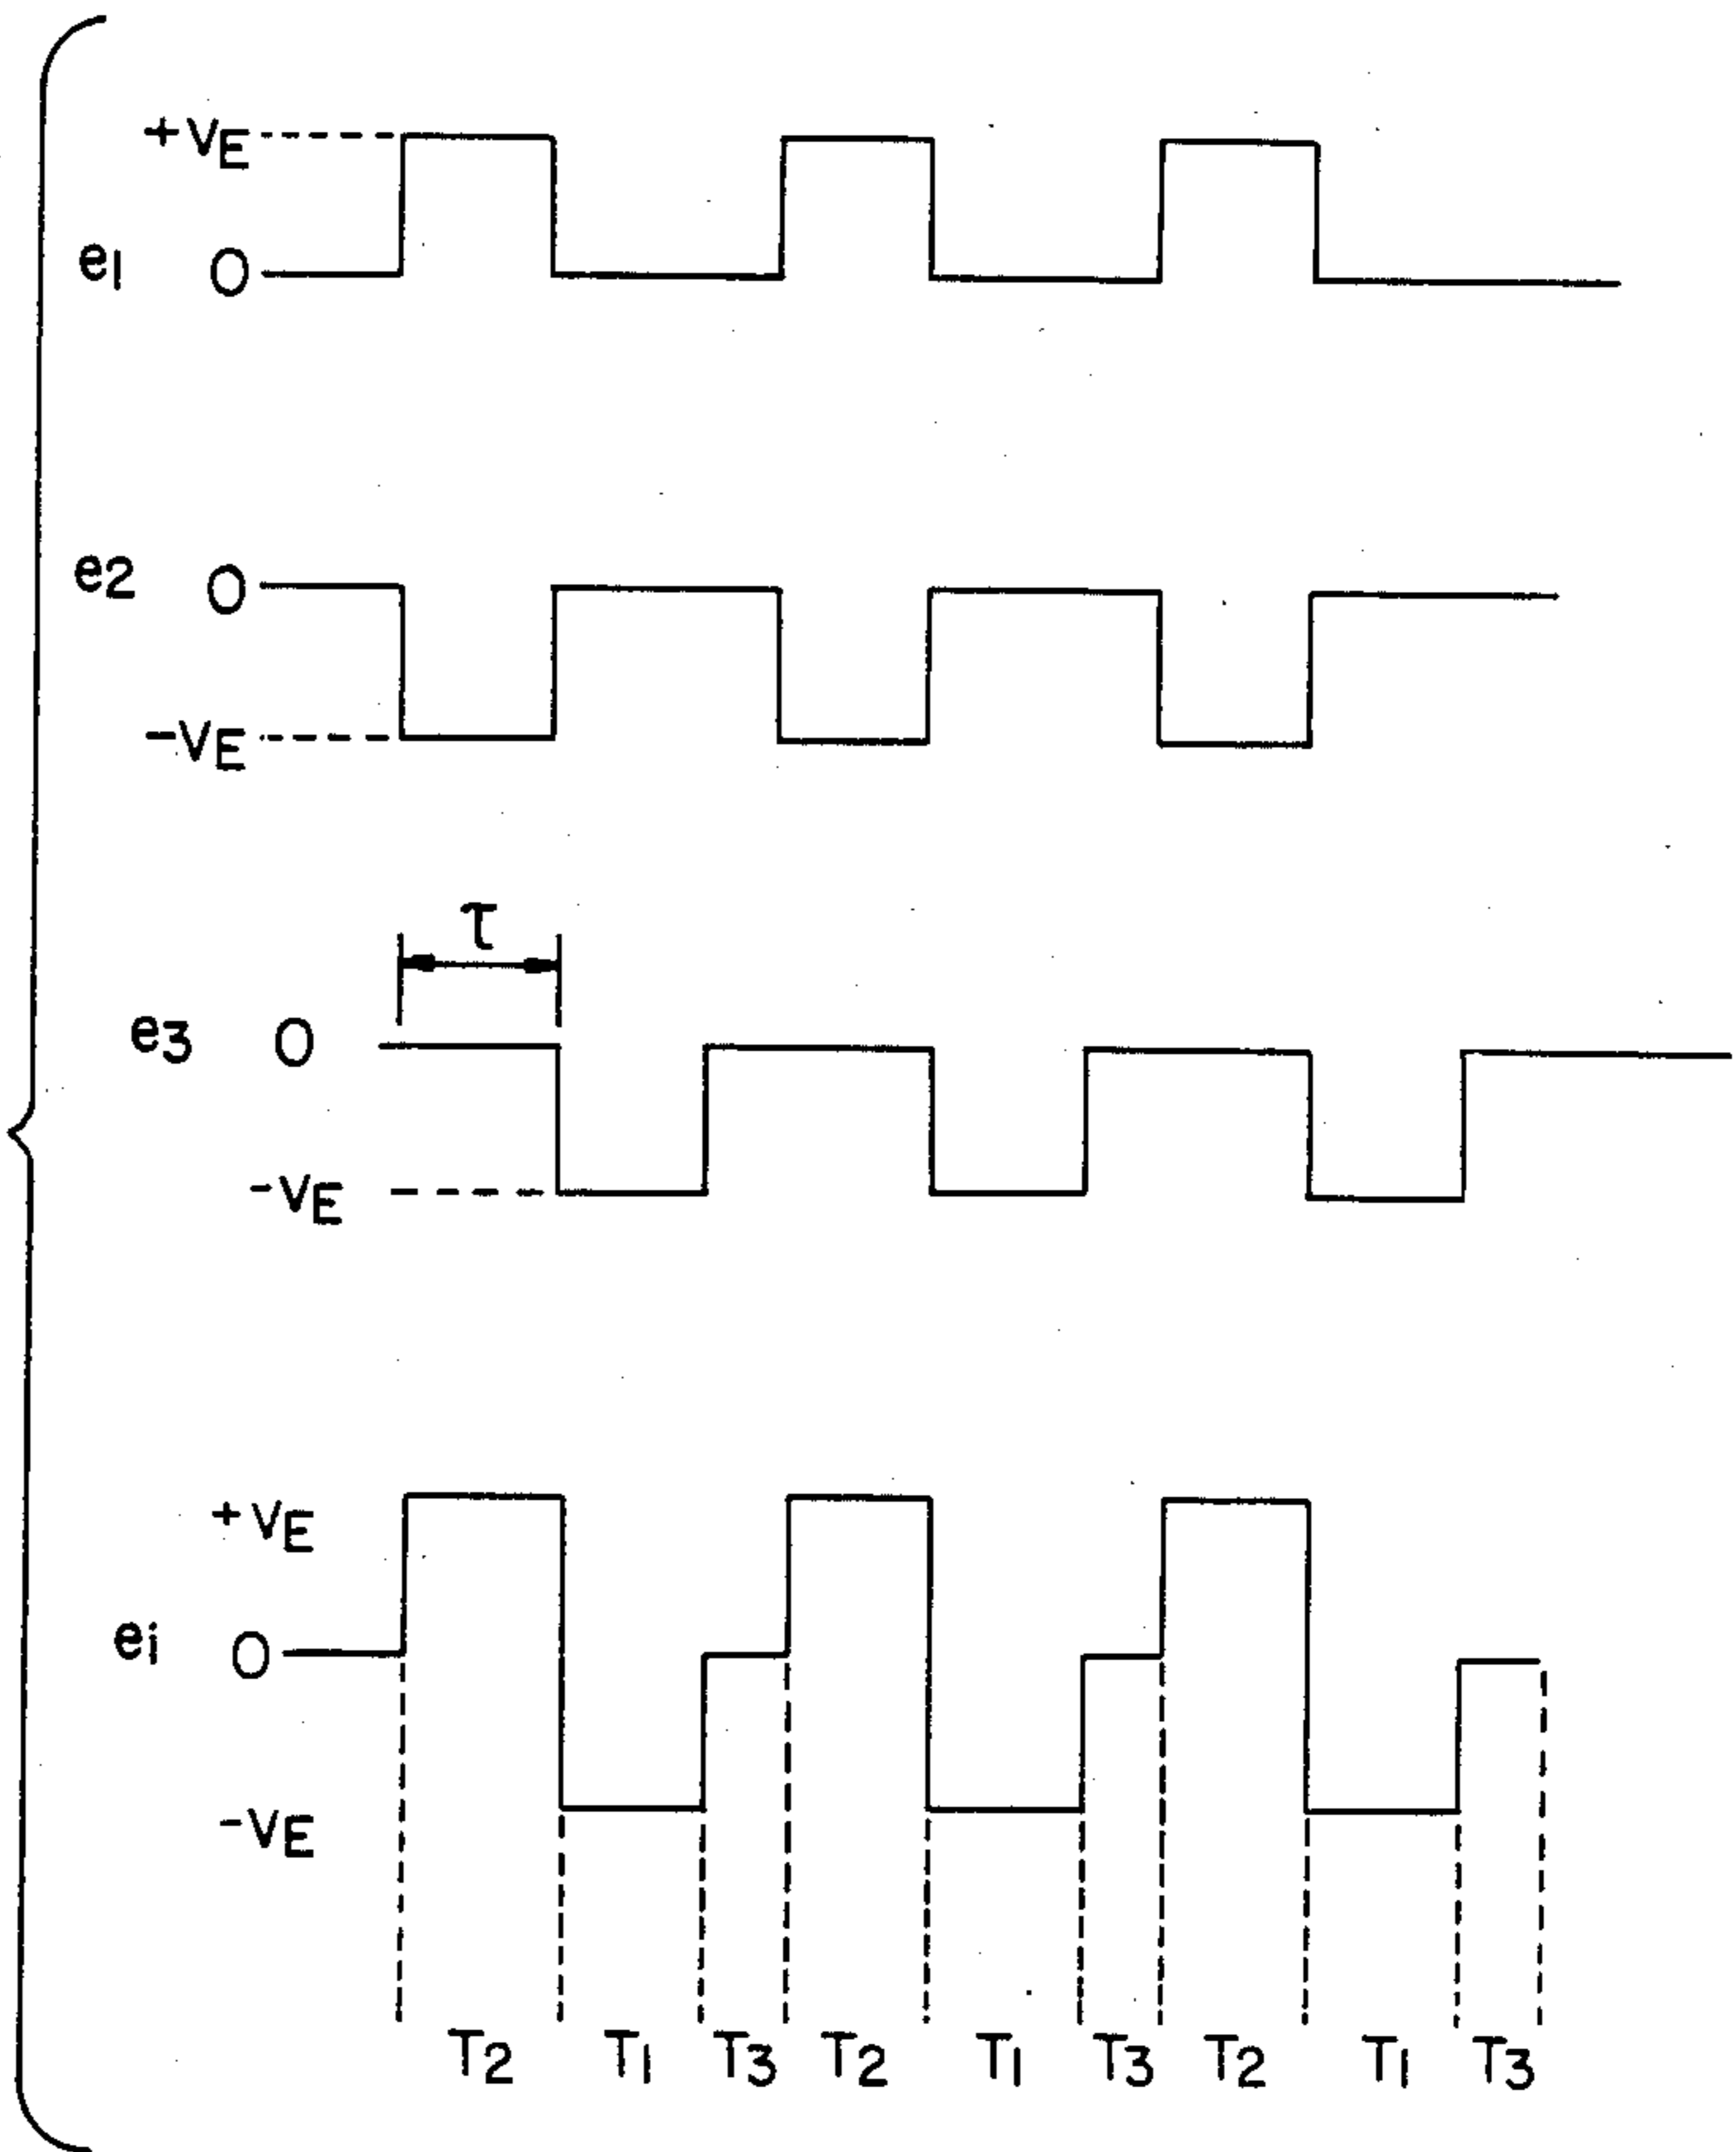 +VE
e1 0
e2 0
-VE
τ
e3 0
-VE
+VE
ei 0
-VE
T2 T1 T3 T2 T1 T3 T2 T1 T3